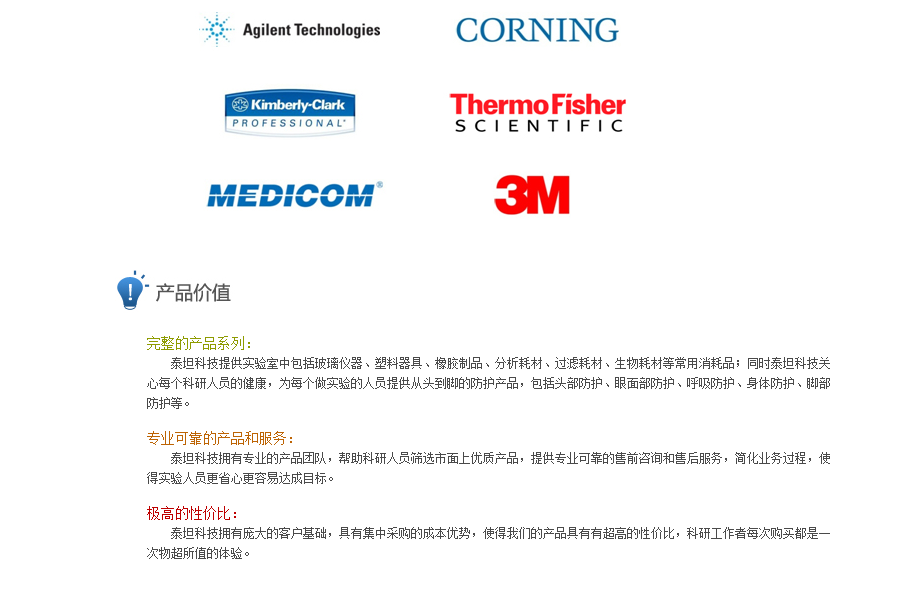 Agilent Technologies
CORNING
Kimberly-Clark
PROFESSIONAL*
ThermoFisher
SCIENTIFIC
MEDICOM®
3M
产品价值
完整的产品系列：
泰坦科技提供实验室中包括玻璃仪器、塑料器具、橡胶制品、分析耗材、过滤耗材、生物耗材等常用消耗品；同时泰坦科技关
心每个科研人员的健康，为每个做实验的人员提供从头到脚的防护产品，包括头部防护、眼面部防护、呼吸防护、身体防护、脚部
防护等。
专业可靠的产品和服务：
泰坦科技拥有专业的产品团队，帮助科研人员筛选市面上优质产品，提供专业可靠的售前咨询和售后服务，简化业务过程，使
得实验人员更省心更容易达成目标。
极高的性价比：
泰坦科技拥有庞大的客户基础，具有集中采购的成本优势，使得我们的产品具有有超高的性价比，科研工作者每次购买都是一
次物超所值的体验。